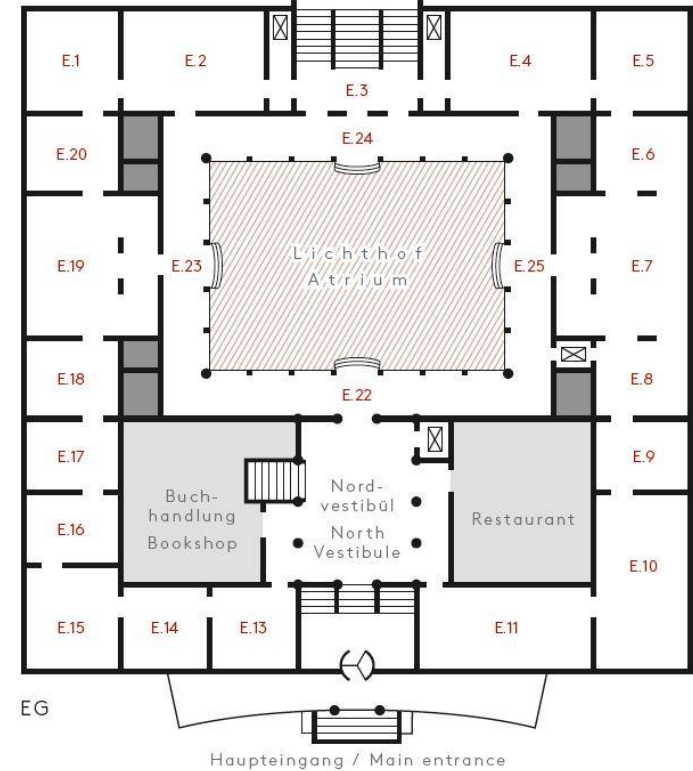 E.1
E.2
E.3
E.4
E.5
E.24
E.20
E.6
Lichthof
Atrium
E.19
E.23
E.25
E.7
E.18
E.22
E.8
E.17
E.9
Buch-
handlung
Bookshop
Nord-
vestibül
North
Vestibule
Restaurant
E.16
E.10
E.15
E.14
E.13
E.11
EG
Haupteingang / Main entrance